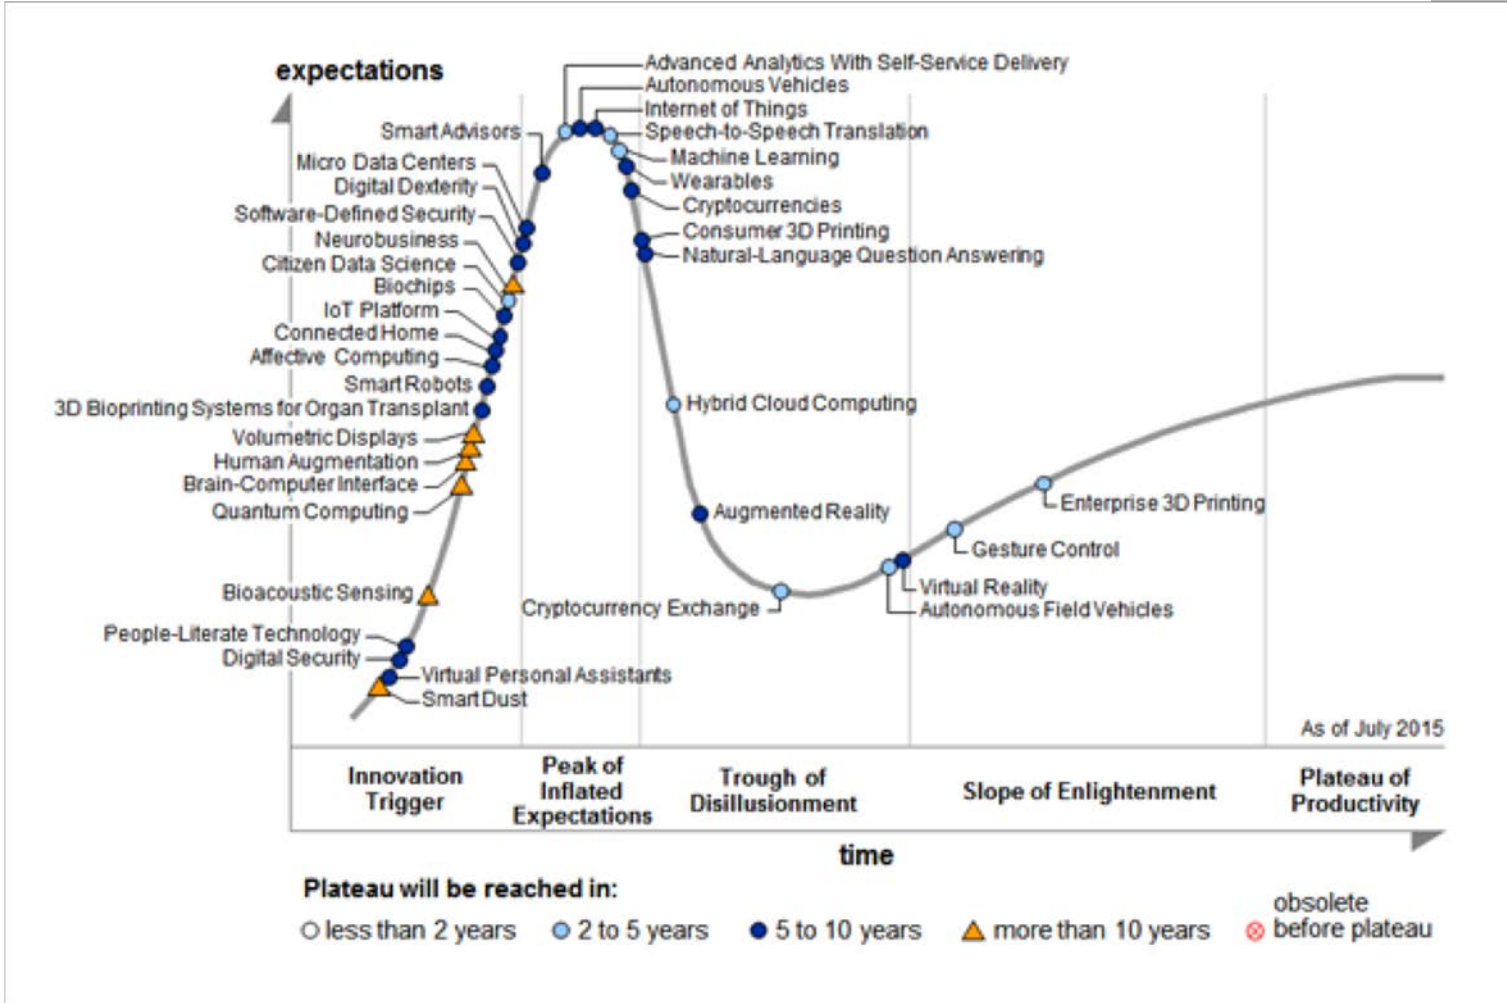 expectations
Advanced Analytics With Self-Service Delivery
Autonomous Vehicles
Internet of Things
Smart Advisors
Speech-to-Speech Translation
Micro Data Centers
Machine Learning
Digital Dexterity
Wearables
Software-Defined Security
Cryptocurrencies
Neurobusiness
Consumer 3D Printing
Citizen Data Science
Natural-Language Question Answering
Biochips
IoT Platform
Connected Home
Affective Computing
Smart Robots
3D Bioprinting Systems for Organ Transplant
Hybrid Cloud Computing
Volumetric Displays
Human Augmentation
Brain-Computer Interface
Quantum Computing
Augmented Reality
Enterprise 3D Printing
Gesture Control
Bioacoustic Sensing
Virtual Reality
Cryptocurrency Exchange
Autonomous Field Vehicles
People-Literate Technology
Digital Security
Virtual Personal Assistants
Smart Dust
As of July 2015
Innovation
Trigger
Peak of
Inflated
Expectations
Trough of
Disillusionment
Slope of Enlightenment
Plateau of
Productivity
time
Plateau will be reached in:
less than 2 years
2 to 5 years
5 to 10 years
more than 10 years
obsolete
before plateau